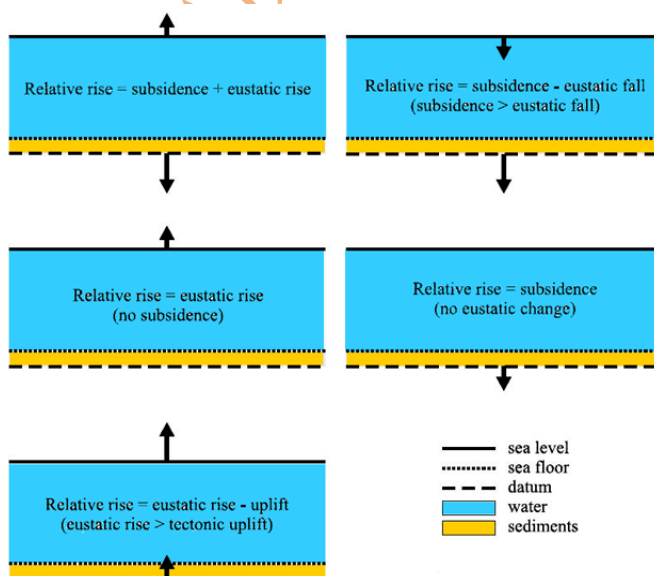 Relative rise = subsidence + eustatic rise
Relative rise = subsidence - eustatic fall
(subsidence > eustatic fall)
Relative rise = eustatic rise
(no subsidence)
Relative rise = subsidence
(no eustatic change)
Relative rise = eustatic rise - uplift
(eustatic rise > tectonic uplift)
sea level
sea floor
datum
water
sediments